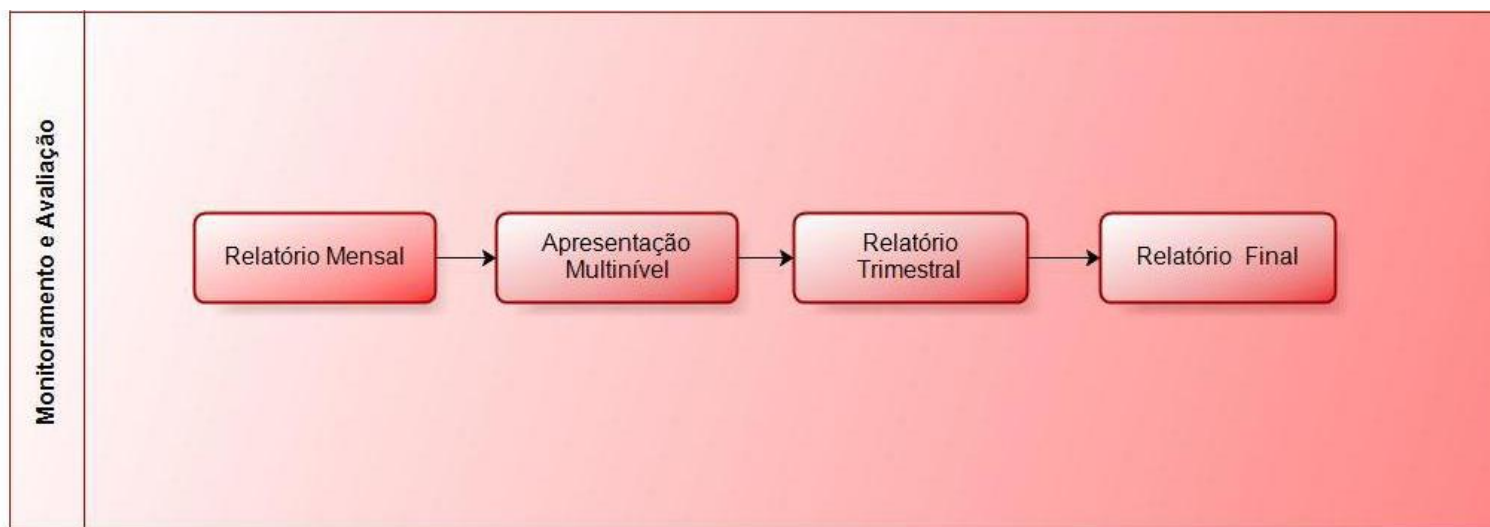 Monitoramento e Avaliação
Relatório Mensal
Apresentação
Multinível
Relatório
Trimestral
Relatório Final